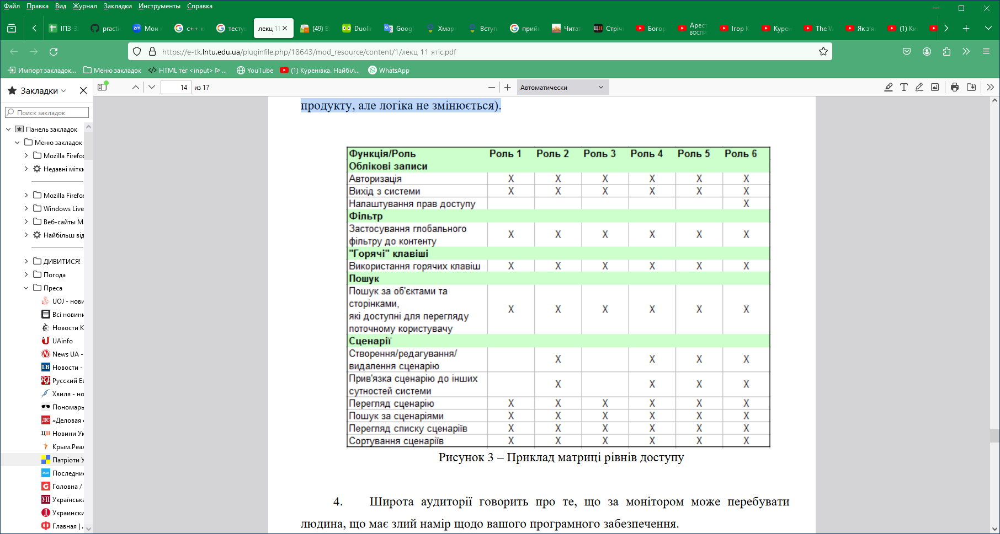 Файл Правка Вид Журнал Закладки Инструменты Справка
ІПЗ-3 practi Мои c++ к тесту лекц 11 (49) В Duoli Goog Хмар Вступ прий Читат Стріч Богор Арест Ігор К Курен The V Як з'я (1) Ки
ВОСПР
https://e-tk.lntu.edu.ua/pluginfile.php/18643/mod_resource/content/1/лекц 11 ятіс.pdf
Импорт закладок... Меню закладок HTML тег <input> ᐅ ... YouTube (1) Куренівка. Найбіл... WhatsApp
Закладки
14 из 17
Автоматически
Поиск закладок
Панель закладок
Меню закладок
Mozilla Firefo
Недавні мітки
Mozilla Firefo
Windows Live
Веб-сайты М
Найбільш від
ДИВИТИСЯ!
Погода
Преса
UOJ - нови
Всі новини
Новости К
UAinfo
News UA -
Новости -
Русский Ев
Хвиля - но
Пономарь
«Деловая
Новини Ук
Крым.Реал
Патріоти У
Последние
Головна /
Українська
Украински
Главная | .
продукту, але логіка не змінюється).
Функція/Роль Роль 1 Роль 2 Роль 3 Роль 4 Роль 5 Роль 6
Облікові записи
Авторизація X X X X X X
Вихід з системи X X X X X X
Налаштування прав доступу X
Фільтр
Застосування глобального
фільтру до контенту X X X X X X
"Горячі" клавіші
Використання горячих клавіш X X X X X X
Пошук
Пошук за об'єктами та
сторінками,
які доступні для перегляду
поточному користувачу X X X X X X
Сценарії
Створення/редагування/
видалення сценарію X X X X
Прив'язка сценарію до інших
сутностей системи X X X X
Перегляд сценарію X X X X X X
Пошук за сценаріями X X X X X X
Перегляд списку сценаріїв X X X X X X
Сортування сценаріїв X X X X X X
Рисунок 3 – Приклад матриці рівнів доступу
4. Широта аудиторії говорить про те, що за монітором може перебувати
людина, що має злий намір щодо вашого програмного забезпечення.